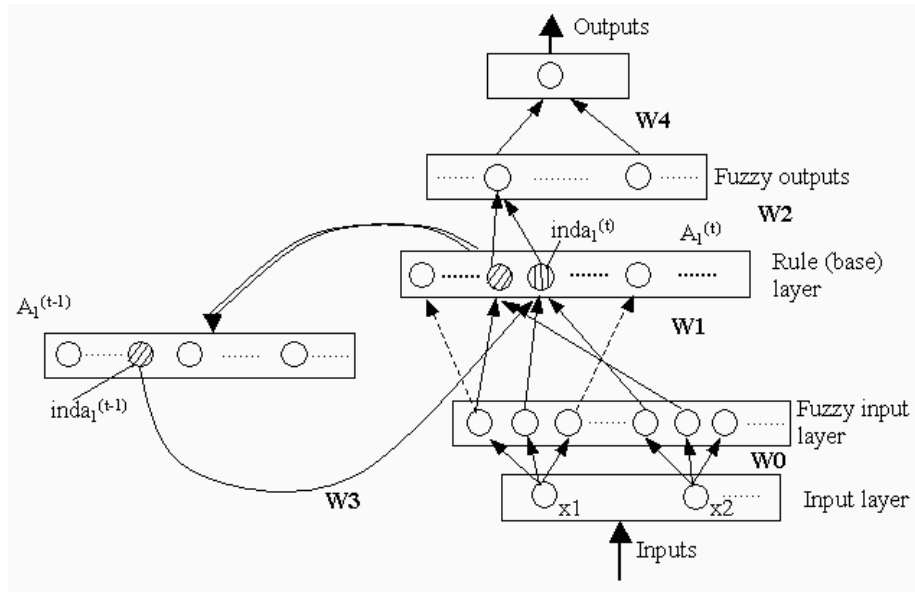 Outputs
W4
Fuzzy outputs
W2
inda₁⁽ᵗ⁾
A₁⁽ᵗ⁾
Rule (base)
layer
A₁⁽ᵗ⁻¹⁾
W1
inda₁⁽ᵗ⁻¹⁾
Fuzzy input
layer
W0
W3
x1
x2
Input layer
Inputs